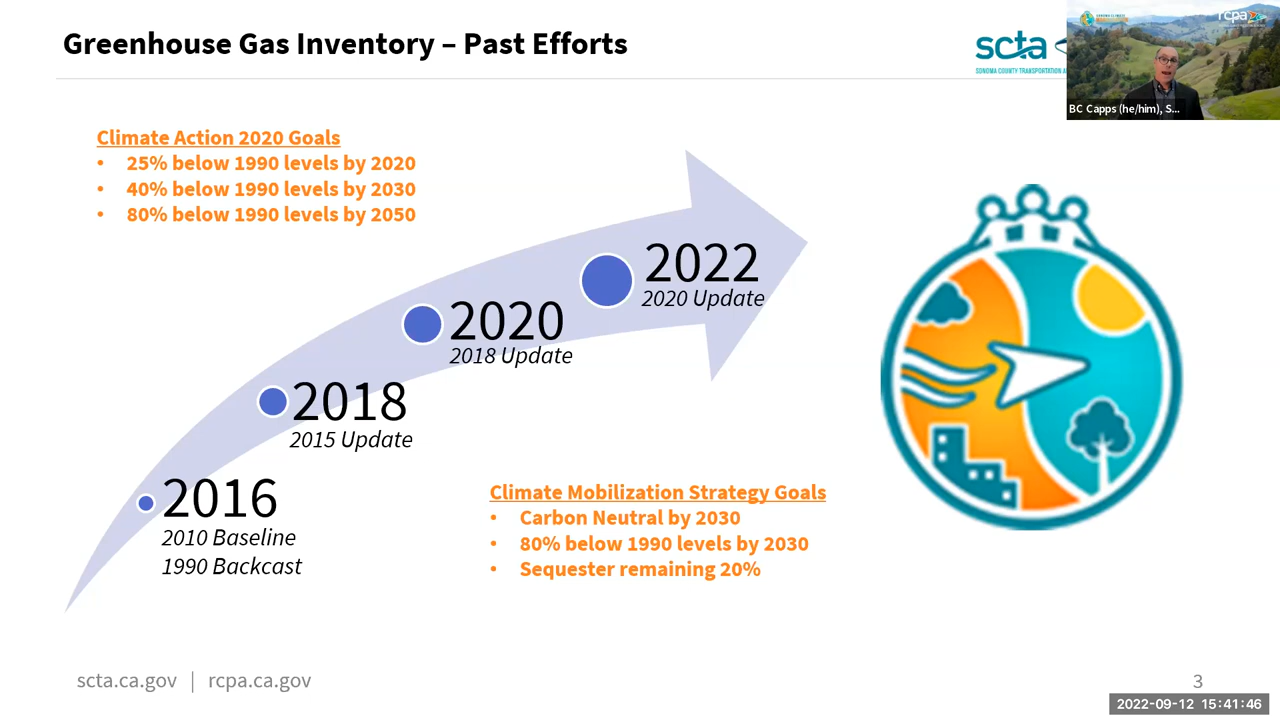 Greenhouse Gas Inventory – Past Efforts
scta
SONOMA COUNTY TRANSPORTATION
rcpa
BC Capps (he/him), S...
Climate Action 2020 Goals
• 25% below 1990 levels by 2020
• 40% below 1990 levels by 2030
• 80% below 1990 levels by 2050
2022
2020 Update
2020
2018 Update
2018
2015 Update
2016
2010 Baseline
1990 Backcast
Climate Mobilization Strategy Goals
• Carbon Neutral by 2030
• 80% below 1990 levels by 2030
• Sequester remaining 20%
scta.ca.gov | rcpa.ca.gov
3
2022-09-12 15:41:46